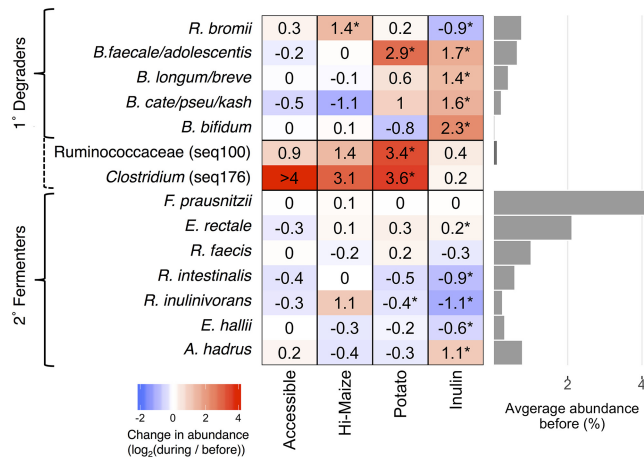 1˚ Degraders
R. bromii 0.3 1.4* 0.2 -0.9*
B.faecale/adolescentis -0.2 0 2.9* 1.7*
B. longum/breve 0 -0.1 0.6 1.4*
B. cate/pseu/kash -0.5 -1.1 1 1.6*
B. bifidum 0 0.1 -0.8 2.3*
Ruminococcaceae (seq100) 0.9 1.4 3.4* 0.4
Clostridium (seq176) >4 3.1 3.6* 0.2
2˚ Fermenters
F. prausnitzii 0 0.1 0 0
E. rectale -0.3 0.1 0.3 0.2*
R. faecis 0 -0.2 0.2 -0.3
R. intestinalis -0.4 0 -0.5 -0.9*
R. inulinivorans -0.3 1.1 -0.4* -1.1*
E. hallii 0 -0.3 -0.2 -0.6*
A. hadrus 0.2 -0.4 -0.3 1.1*
Accessible
Hi-Maize
Potato
Inulin
2 4
Avgerage abundance
before (%)
-2 0 2 4
Change in abundance
(log2(during / before))